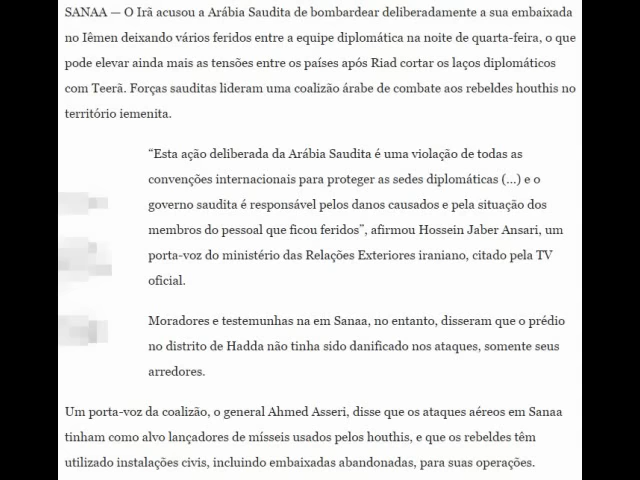 SANAA — O Irã acusou a Arábia Saudita de bombardear deliberadamente a sua embaixada
no Iêmen deixando vários feridos entre a equipe diplomática na noite de quarta-feira, o que
pode elevar ainda mais as tensões entre os países após Riad cortar os laços diplomáticos
com Teerã. Forças sauditas lideram uma coalizão árabe de combate aos rebeldes houthis no
território iemenita.
“Esta ação deliberada da Arábia Saudita é uma violação de todas as
convenções internacionais para proteger as sedes diplomáticas (...) e o
governo saudita é responsável pelos danos causados e pela situação dos
membros do pessoal que ficou feridos”, afirmou Hossein Jaber Ansari, um
porta-voz do ministério das Relações Exteriores iraniano, citado pela TV
oficial.
Moradores e testemunhas na em Sanaa, no entanto, disseram que o prédio
no distrito de Hadda não tinha sido danificado nos ataques, somente seus
arredores.
Um porta-voz da coalizão, o general Ahmed Asseri, disse que os ataques aéreos em Sanaa
tinham como alvo lançadores de mísseis usados pelos houthis, e que os rebeldes têm
utilizado instalações civis, incluindo embaixadas abandonadas, para suas operações.